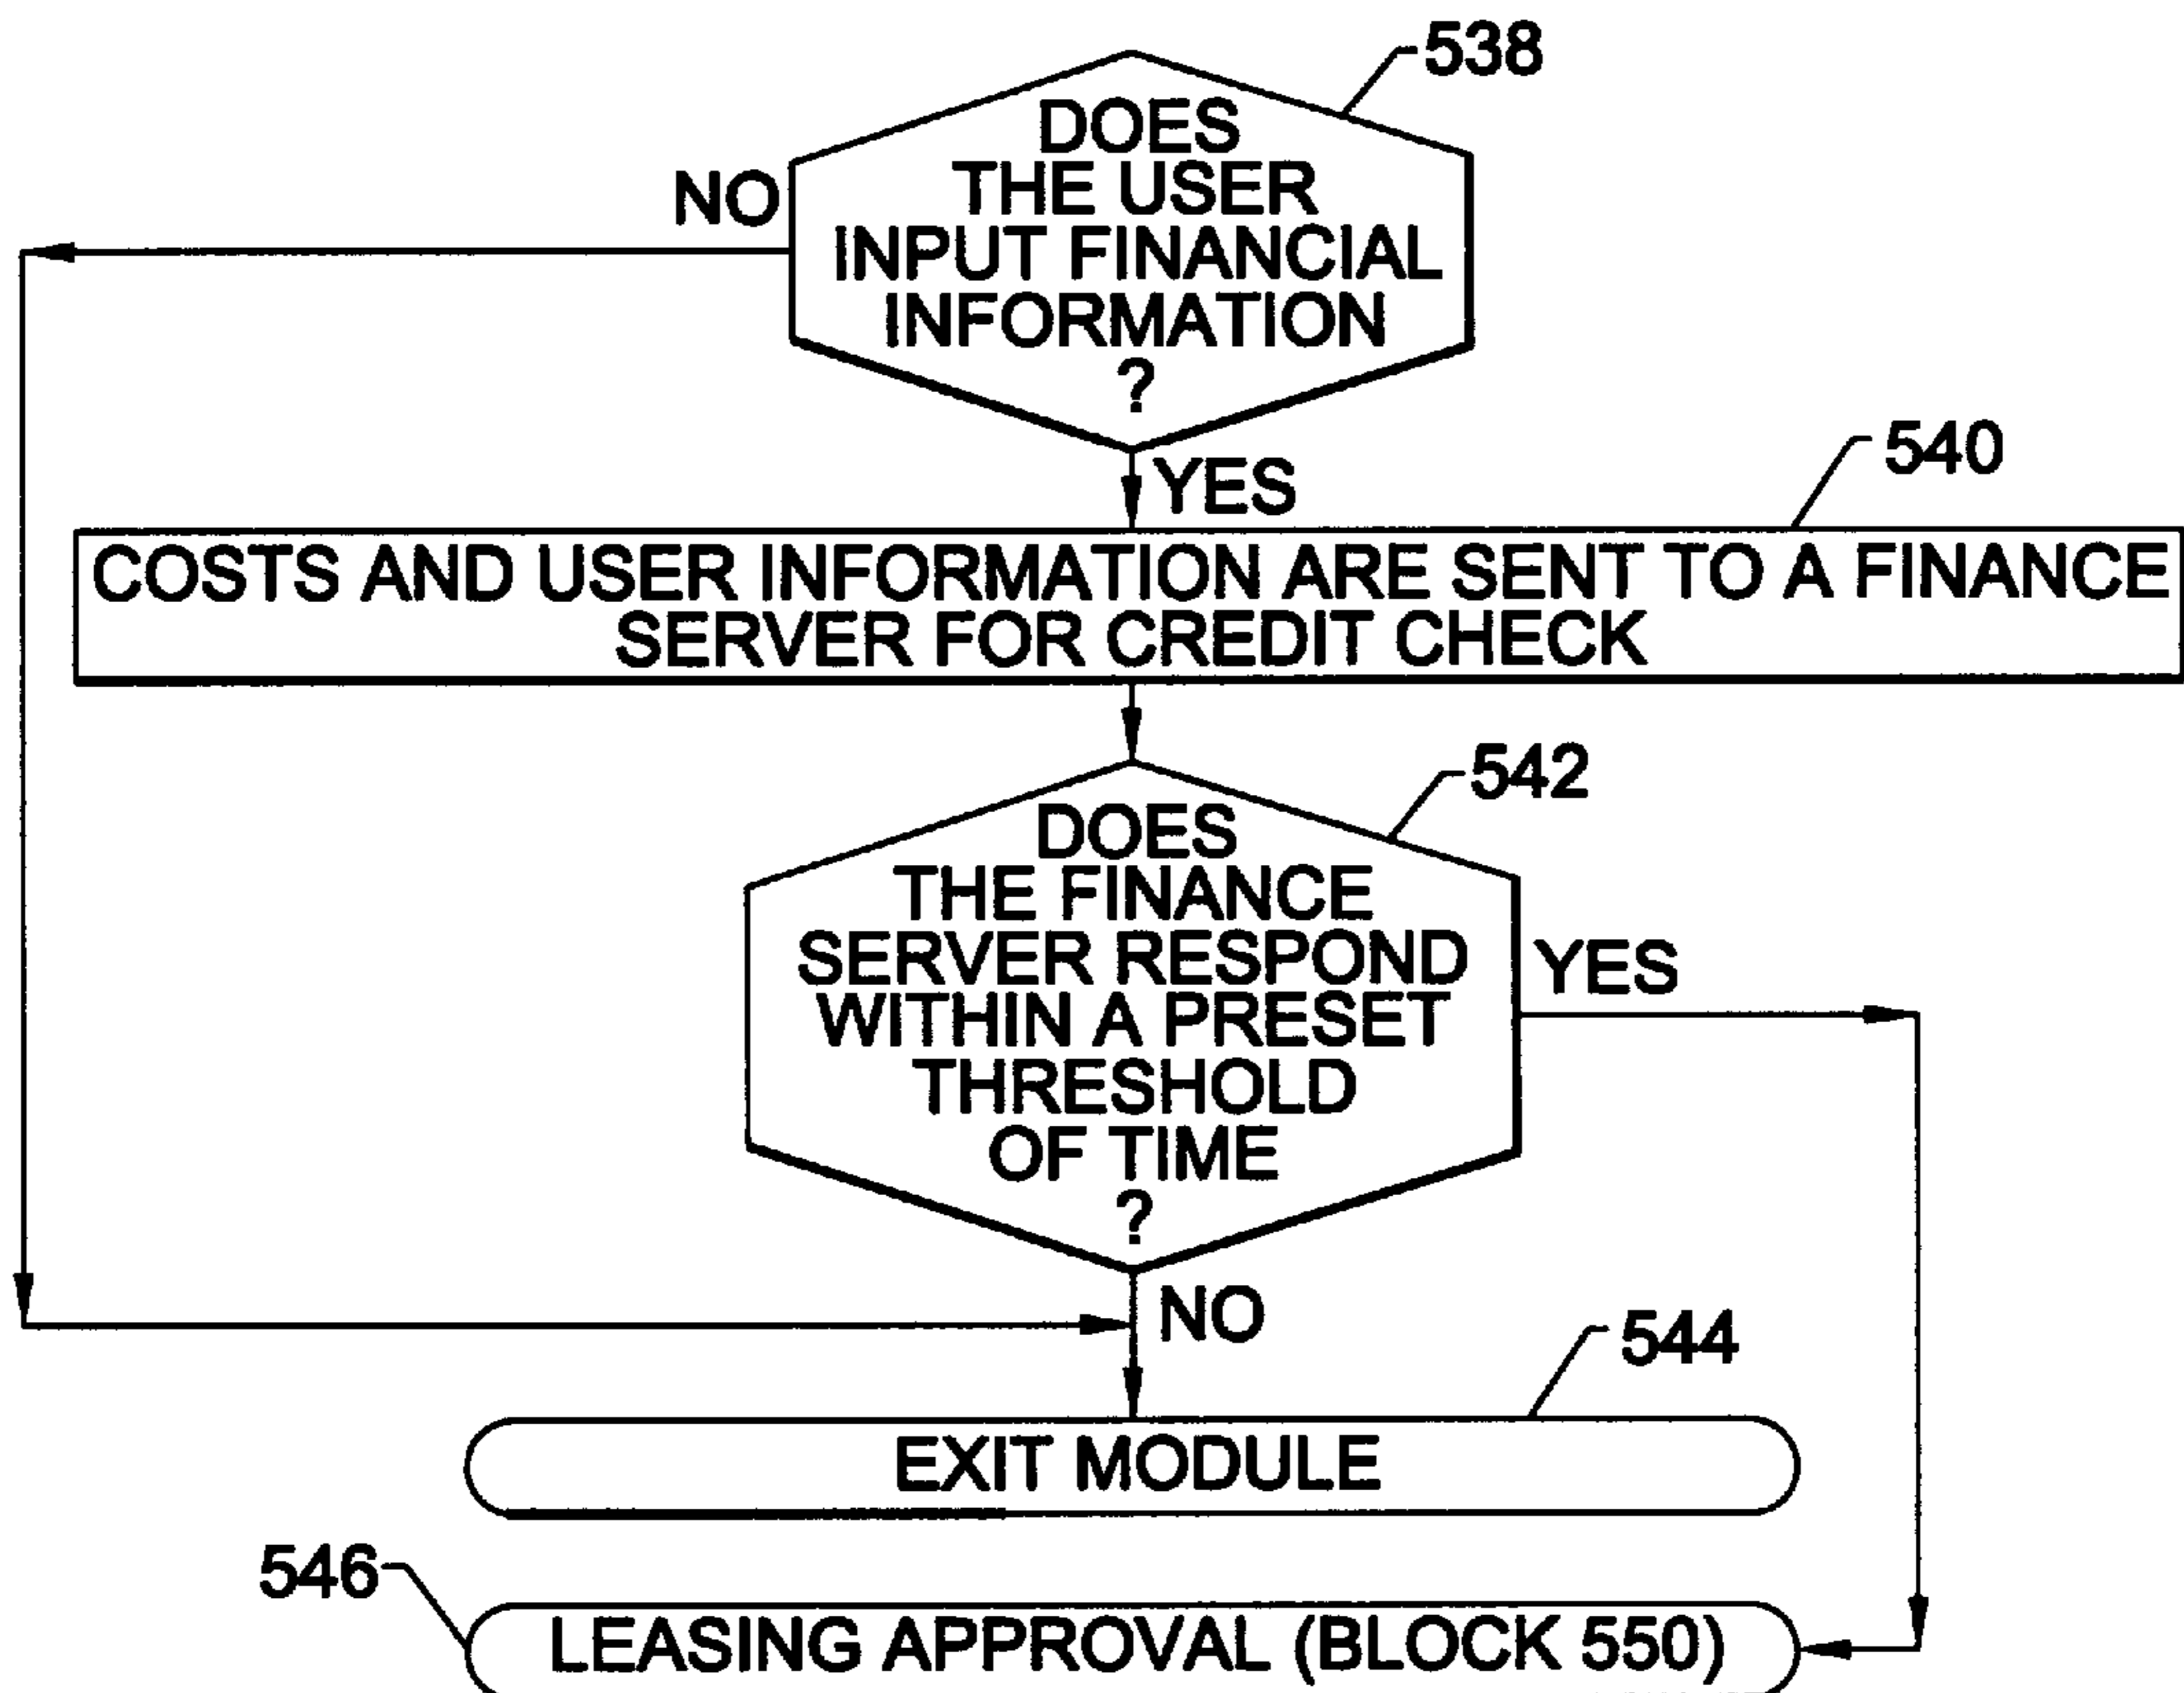 538
DOES
THE USER
INPUT FINANCIAL
INFORMATION
?
NO
YES
540
COSTS AND USER INFORMATION ARE SENT TO A FINANCE
SERVER FOR CREDIT CHECK
542
DOES
THE FINANCE
SERVER RESPOND
WITHIN A PRESET
THRESHOLD
OF TIME
?
YES
NO
544
EXIT MODULE
546
LEASING APPROVAL (BLOCK 550)